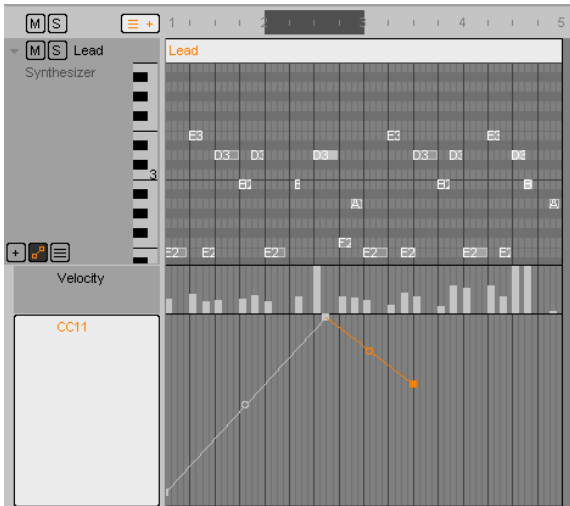 M S 1 2 3 4 5
M S Lead Lead
Synthesizer
E3 E3 E3
D3 D3 D3 D3 D3 D3
3
B2 B B2 B
A A
F2
E2 E2 E2 E2 E2 E2 E2
Velocity
CC11